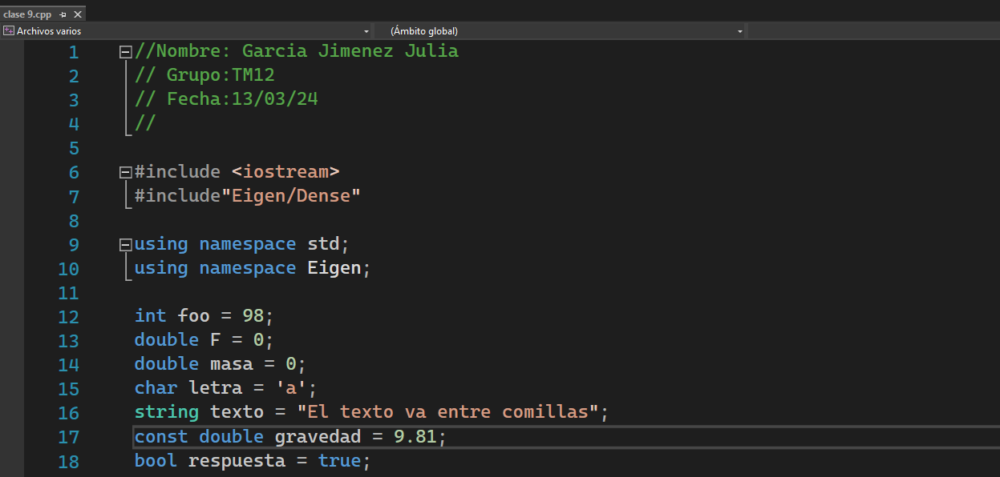 clase 9.cpp
Archivos varios (Ámbito global)
1 //Nombre: Garcia Jimenez Julia
2 // Grupo:TM12
3 // Fecha:13/03/24
4 //
5
6 #include <iostream>
7 #include"Eigen/Dense"
8
9 using namespace std;
10 using namespace Eigen;
11
12 int foo = 98;
13 double F = 0;
14 double masa = 0;
15 char letra = 'a';
16 string texto = "El texto va entre comillas";
17 const double gravedad = 9.81;
18 bool respuesta = true;